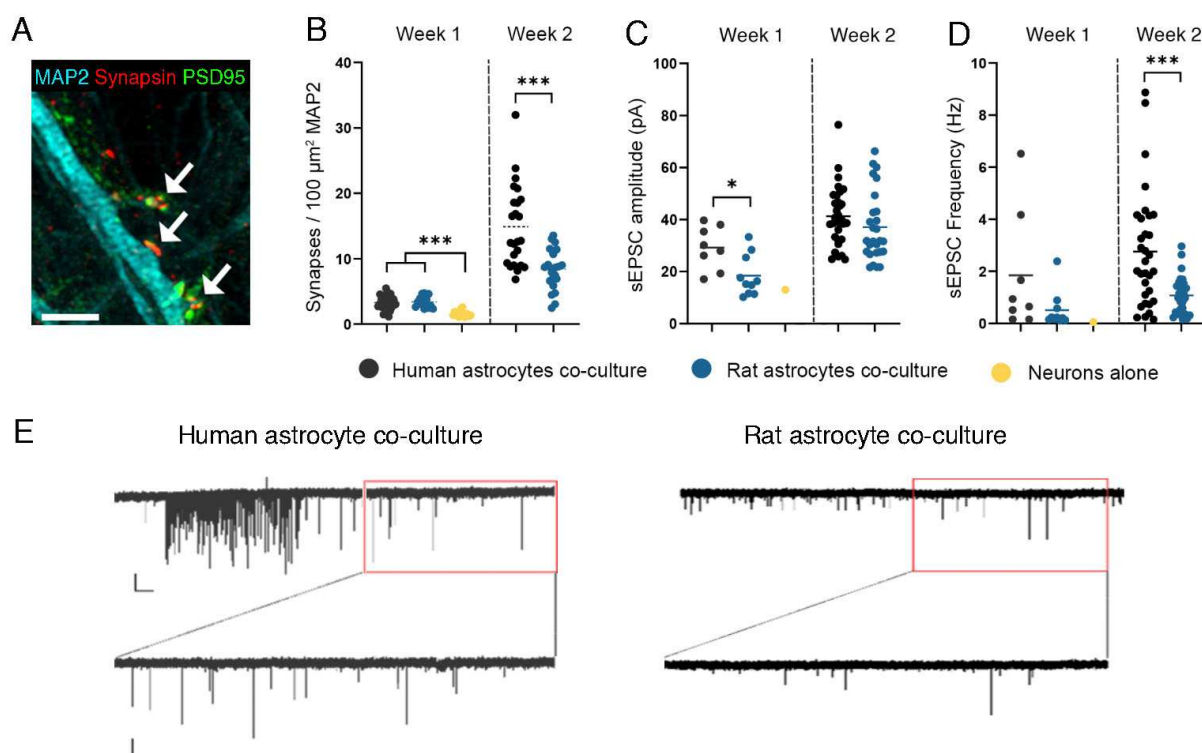 A
MAP2 Synapsin PSD95
B
Week 1 Week 2
Synapses / 100 µm² MAP2
40
30
20
10
0
***
***
C
Week 1 Week 2
sEPSC amplitude (pA)
100
80
60
40
20
0
*
D
Week 1 Week 2
sEPSC Frequency (Hz)
10
8
6
4
2
0
***
Human astrocytes co-culture Rat astrocytes co-culture Neurons alone
E
Human astrocyte co-culture Rat astrocyte co-culture